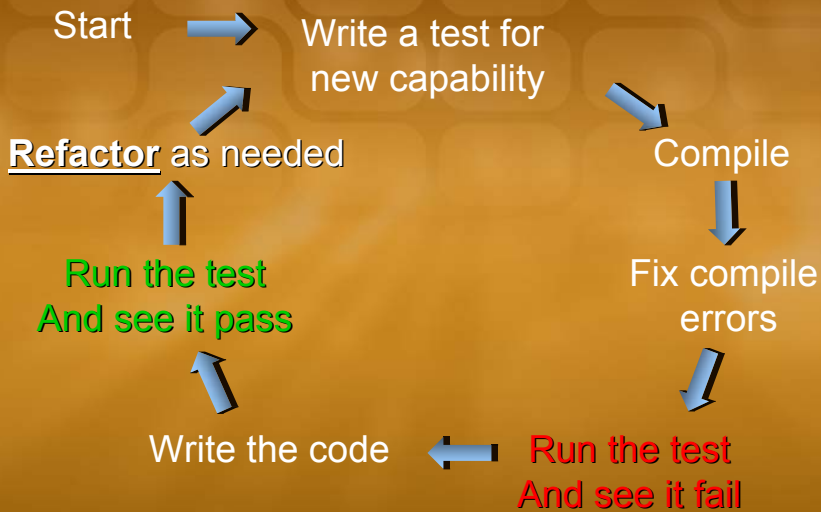 Start
Write a test for
new capability
Refactor as needed
Compile
Run the test
And see it pass
Fix compile
errors
Write the code
Run the test
And see it fail